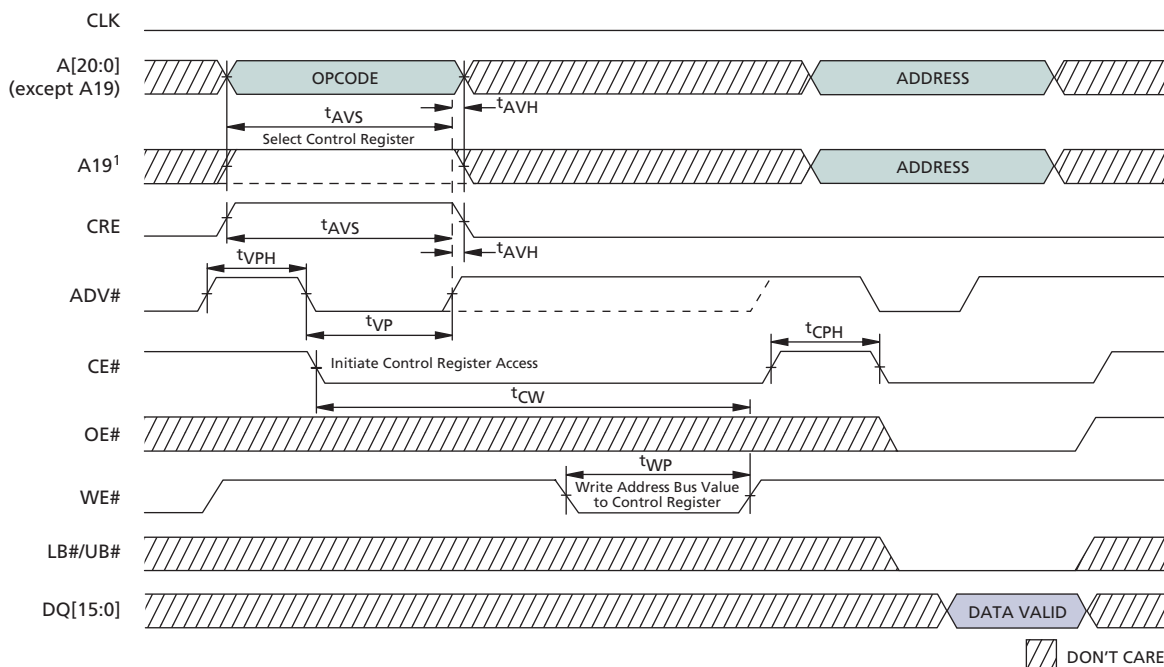 CLK
A[20:0]
(except A19)
OPCODE
ADDRESS
tAVH
tAVS
Select Control Register
A19¹
ADDRESS
CRE
tAVS
tAVH
tVPH
ADV#
tVP
tCPH
CE#
Initiate Control Register Access
tCW
OE#
tWP
WE#
Write Address Bus Value
to Control Register
LB#/UB#
DQ[15:0]
DATA VALID
DON'T CARE